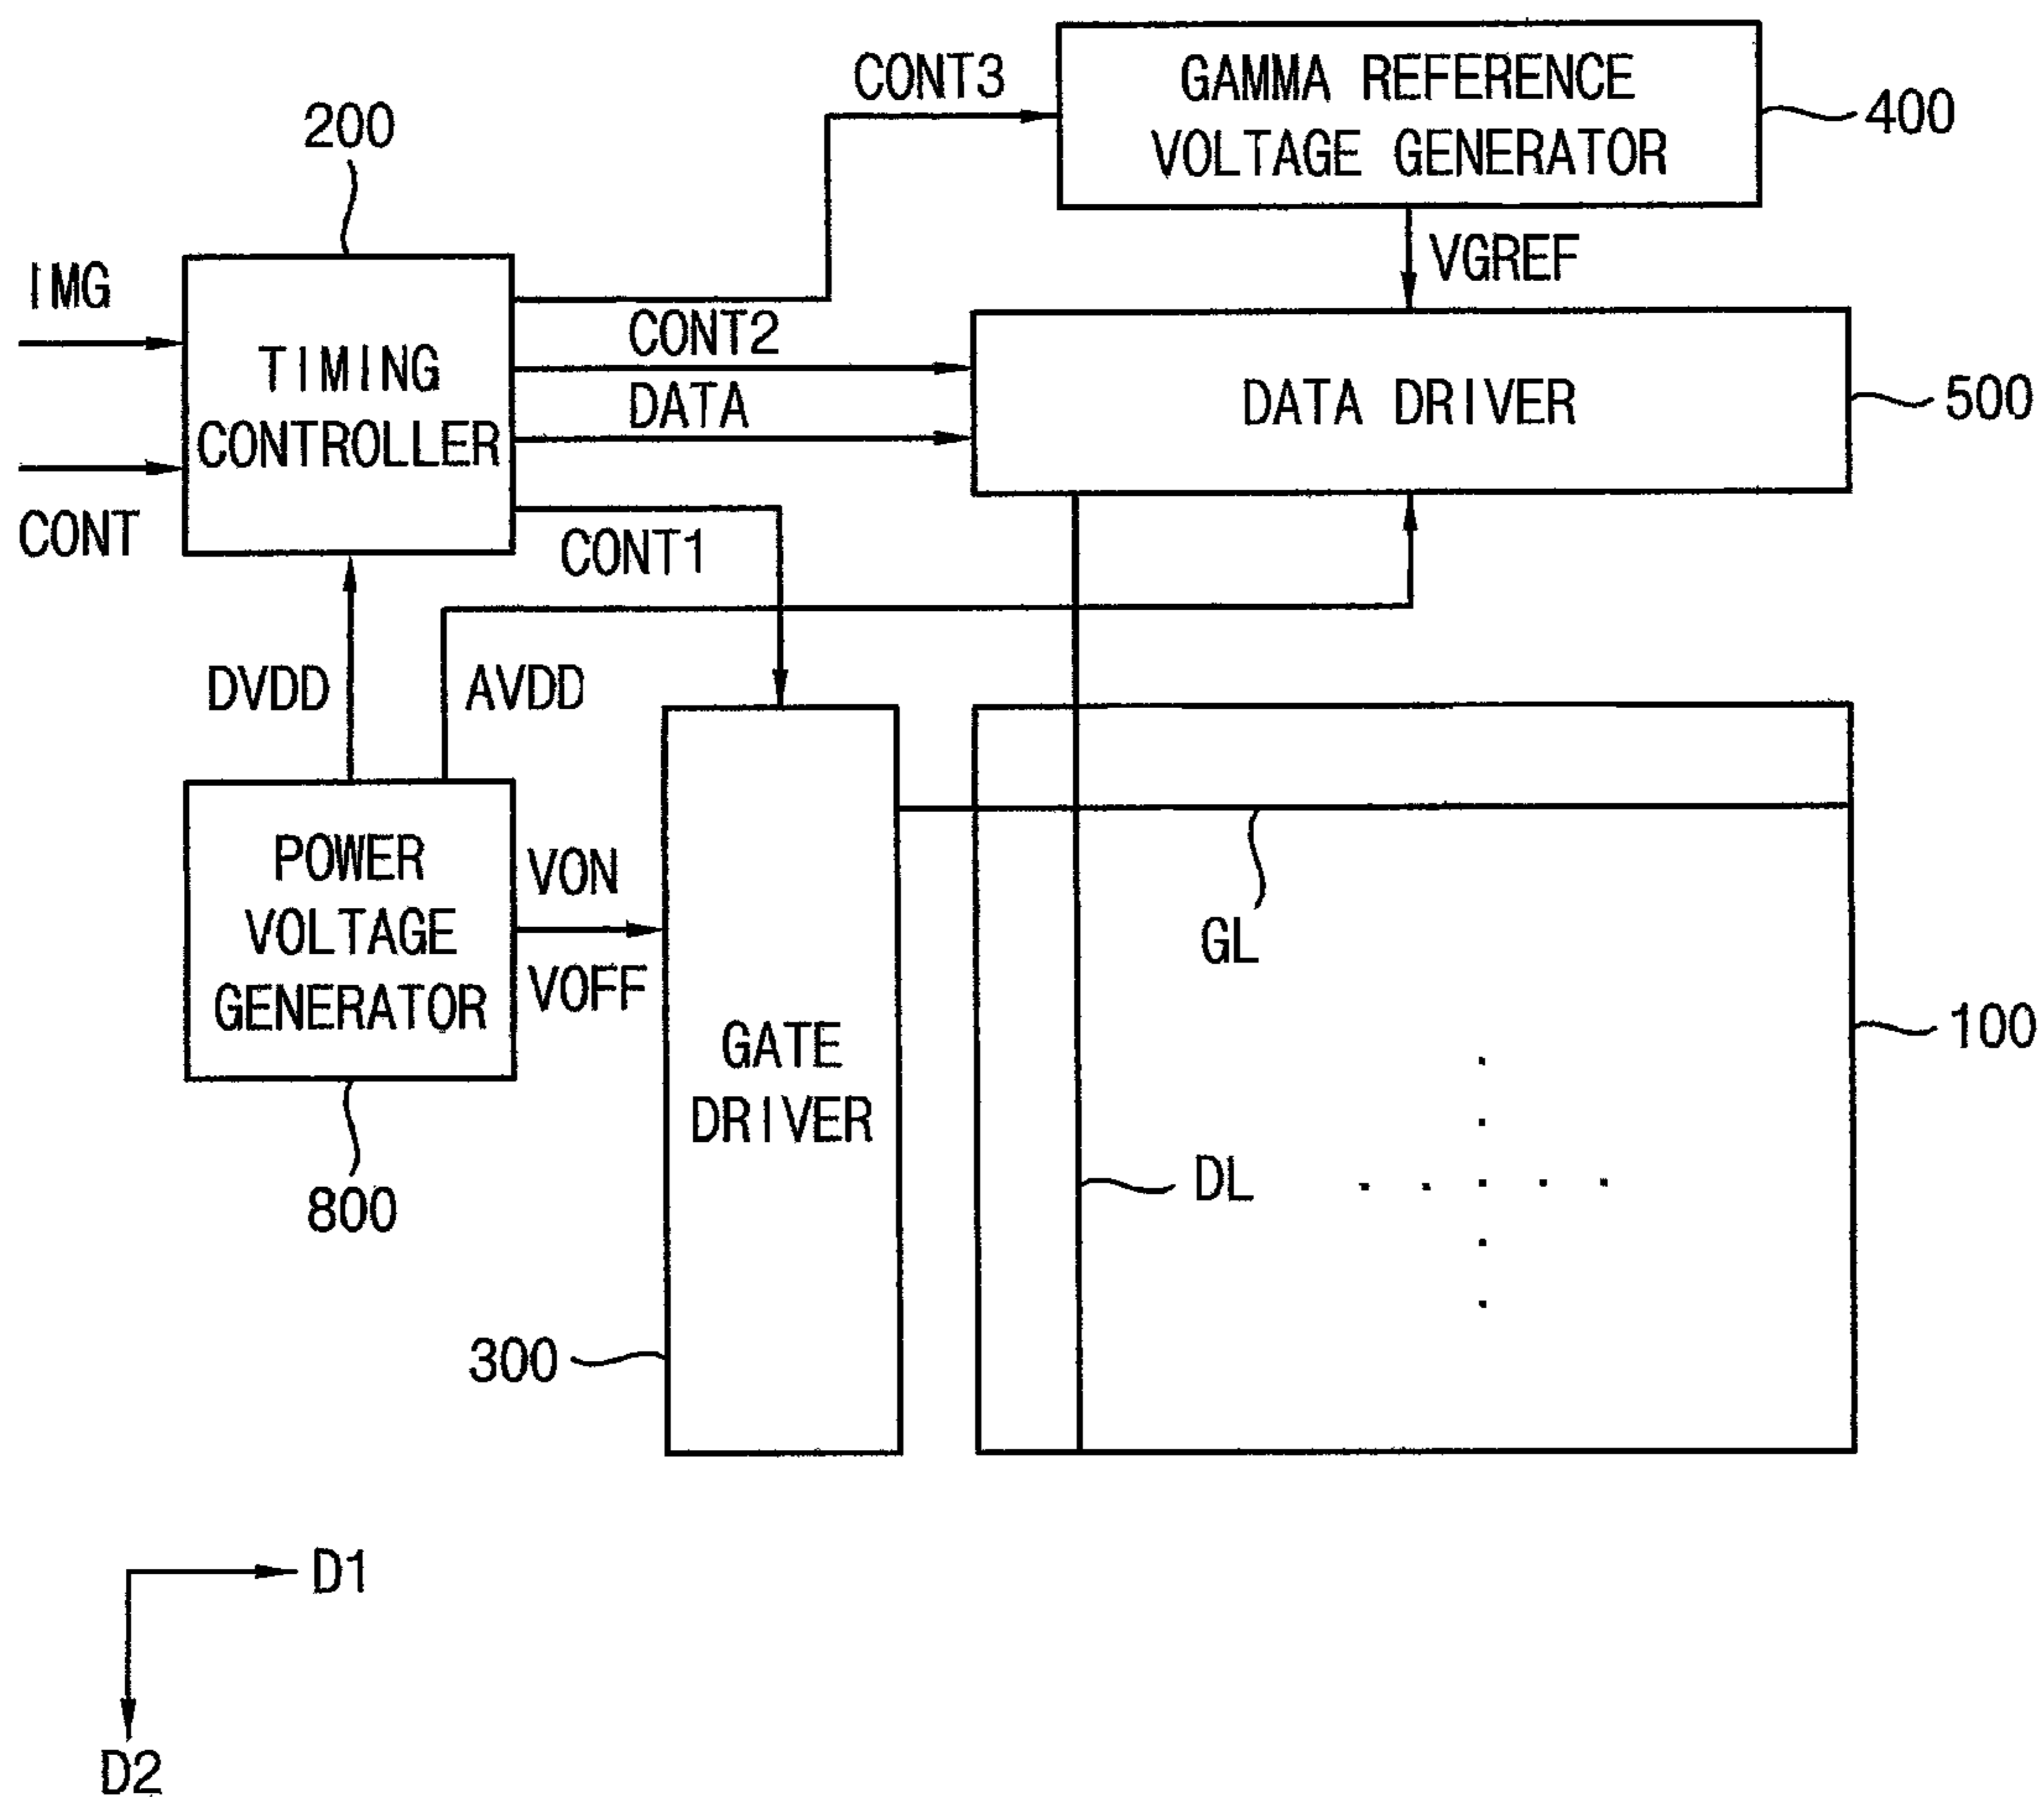 CONT3
GAMMA REFERENCE
VOLTAGE GENERATOR
400
200
VGREF
IMG
CONT2
TIMING
CONTROLLER
DATA
DATA DRIVER
500
CONT
CONT1
DVDD
AVDD
POWER
VOLTAGE
GENERATOR
VON
VOFF
GL
100
GATE
DRIVER
DL
800
300
D1
D2